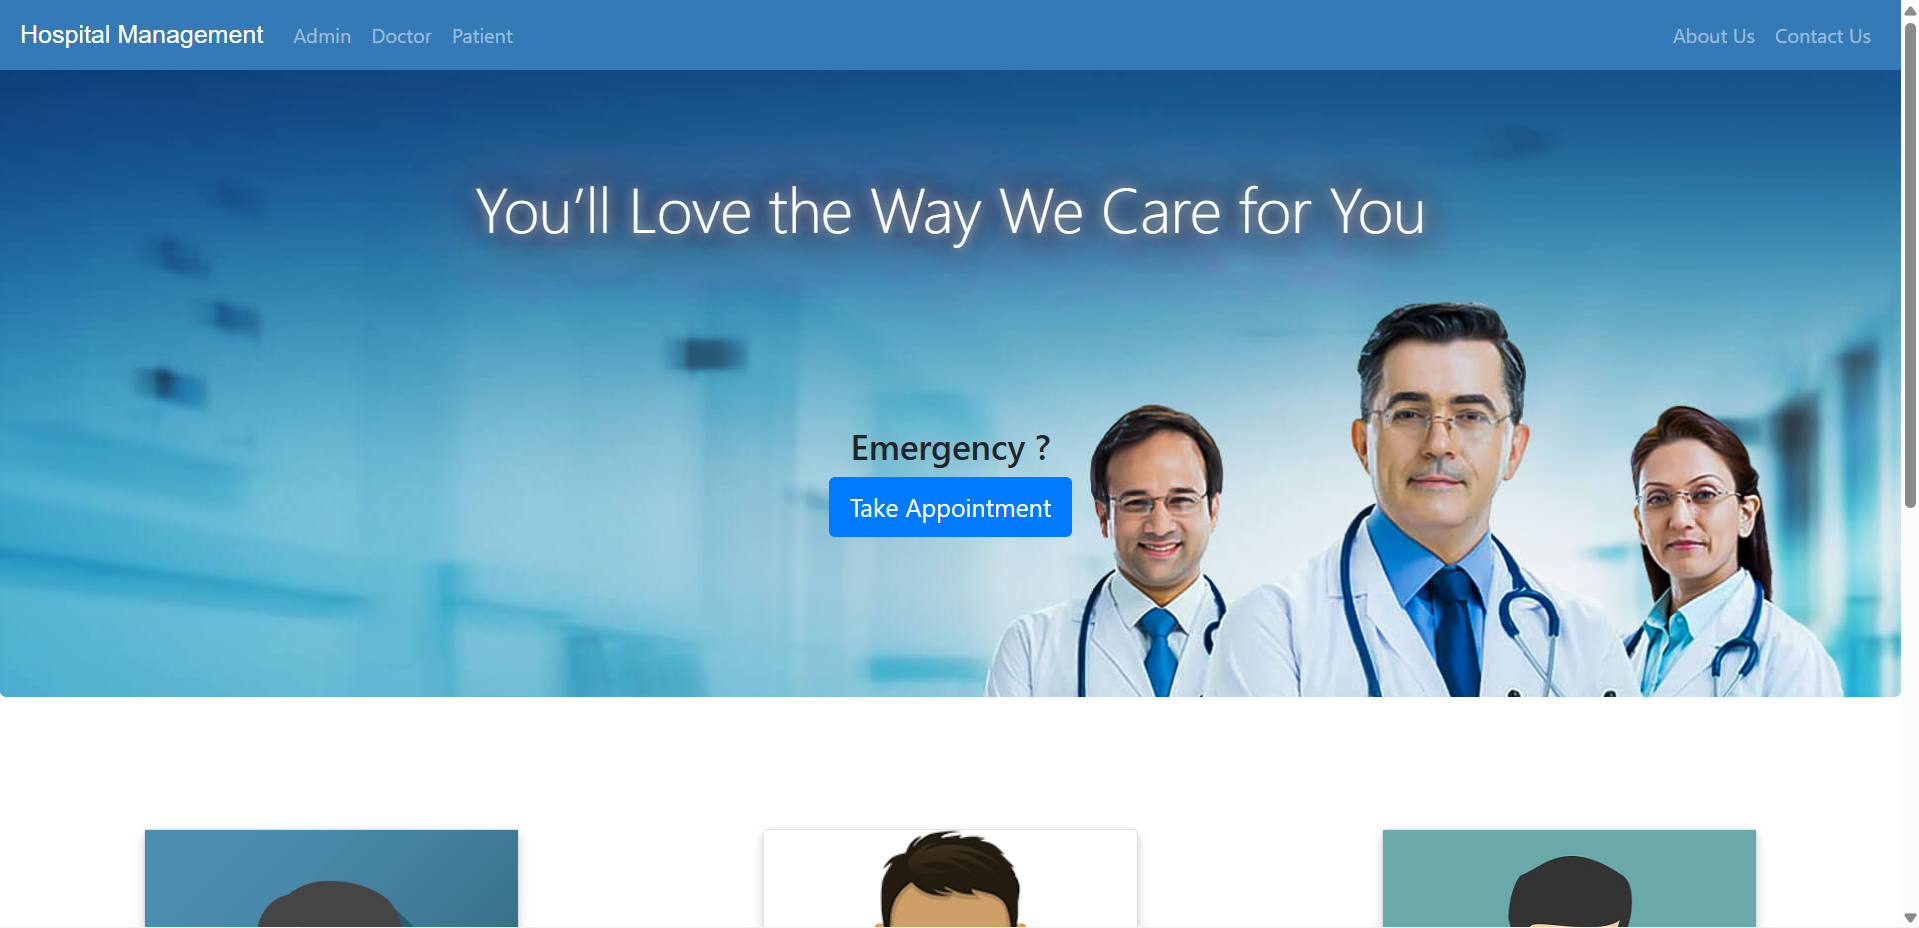 Hospital Management Admin Doctor Patient About Us Contact Us
You’ll Love the Way We Care for You
Emergency ?
Take Appointment